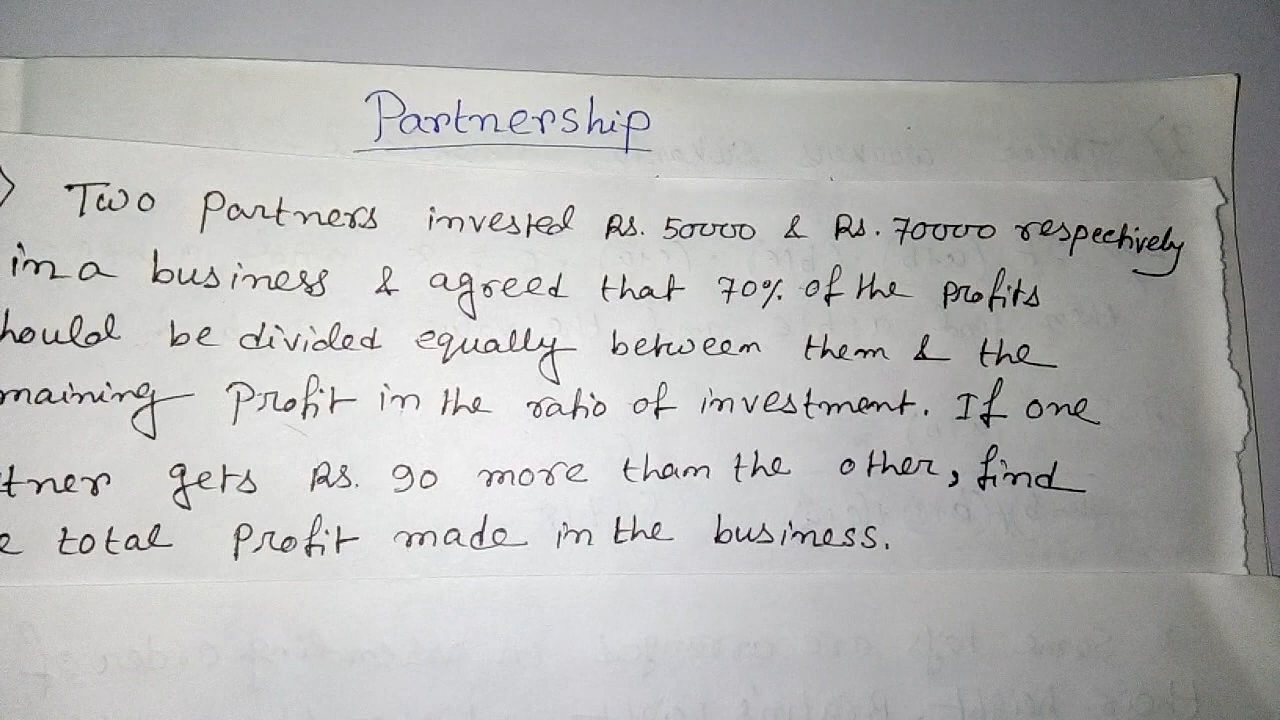 Partnership
Two partners invested Rs. 50000 & Rs. 70000 respectively
in a business & agreed that 70% of the profits
hould be divided equally between them & the
maining Profit in the ratio of investment. If one
tner gets Rs. 90 more than the other, find
e total Profit made in the business.